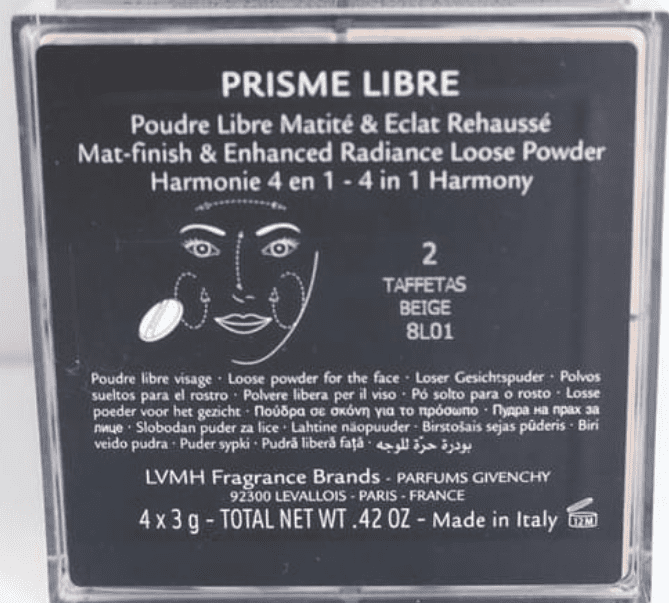 PRISME LIBRE
Poudre Libre Matité & Eclat Rehaussé
Mat-finish & Enhanced Radiance Loose Powder
Harmonie 4 en 1 - 4 in 1 Harmony
2
TAFFETAS
BEIGE
8L01
Poudre libre visage · Loose powder for the face · Loser Gesichtspuder · Polvos
sueltos para el rostro · Polvere libera per il viso · Pó solto para o rosto · Losse
poeder voor het gezicht · Πούδρα σε σκόνη για το πρόσωπο · Пудра на прах за
лице · Slobodan puder za lice · Lahtine näopuuder · Birstošais sejas pūderis · Biri
veido pudra · Puder sypki · Pudră liberă față · بودرة حرّة للوجه
LVMH Fragrance Brands - PARFUMS GIVENCHY
92300 LEVALLOIS - PARIS - FRANCE
4 x 3 g - TOTAL NET WT .42 OZ - Made in Italy 12M